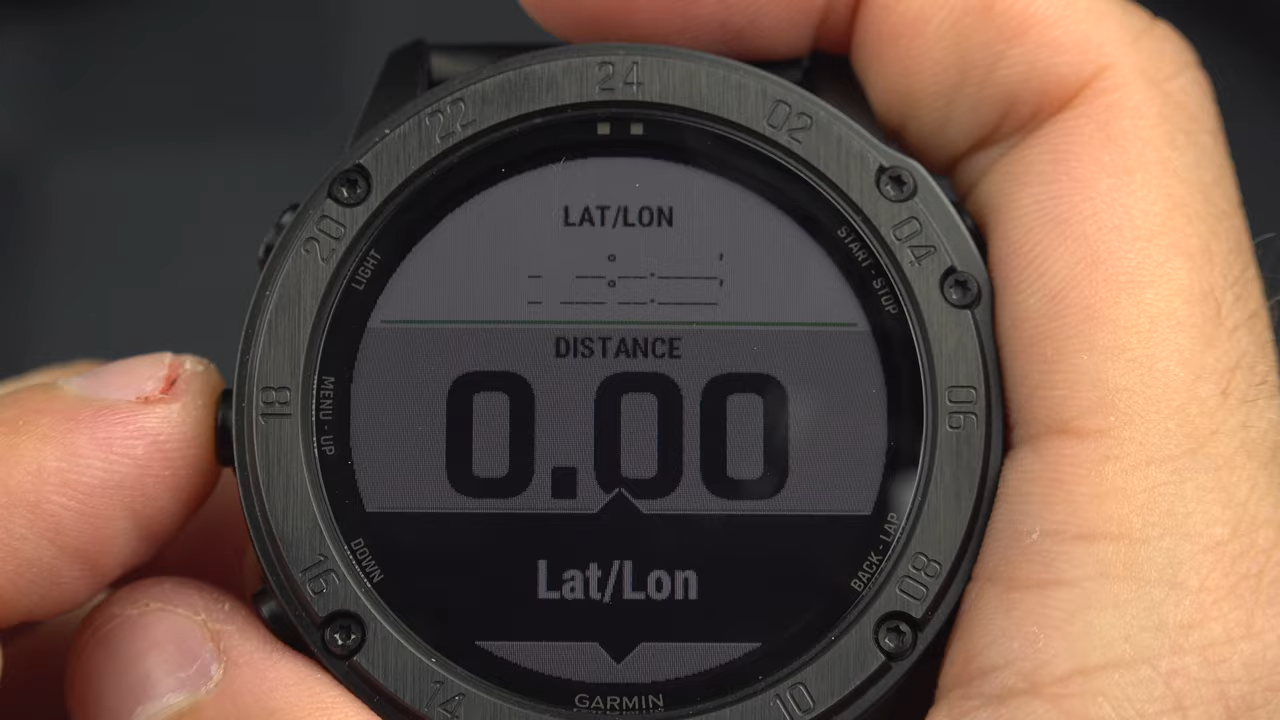 24
22
02
20
04
LIGHT
START-STOP
LAT/LON
-- ---°--.---'
-- ---°--.---'
DISTANCE
0.00
18
MENU-UP
06
Lat/Lon
DOWN
BACK-LAP
16
08
14
10
GARMIN